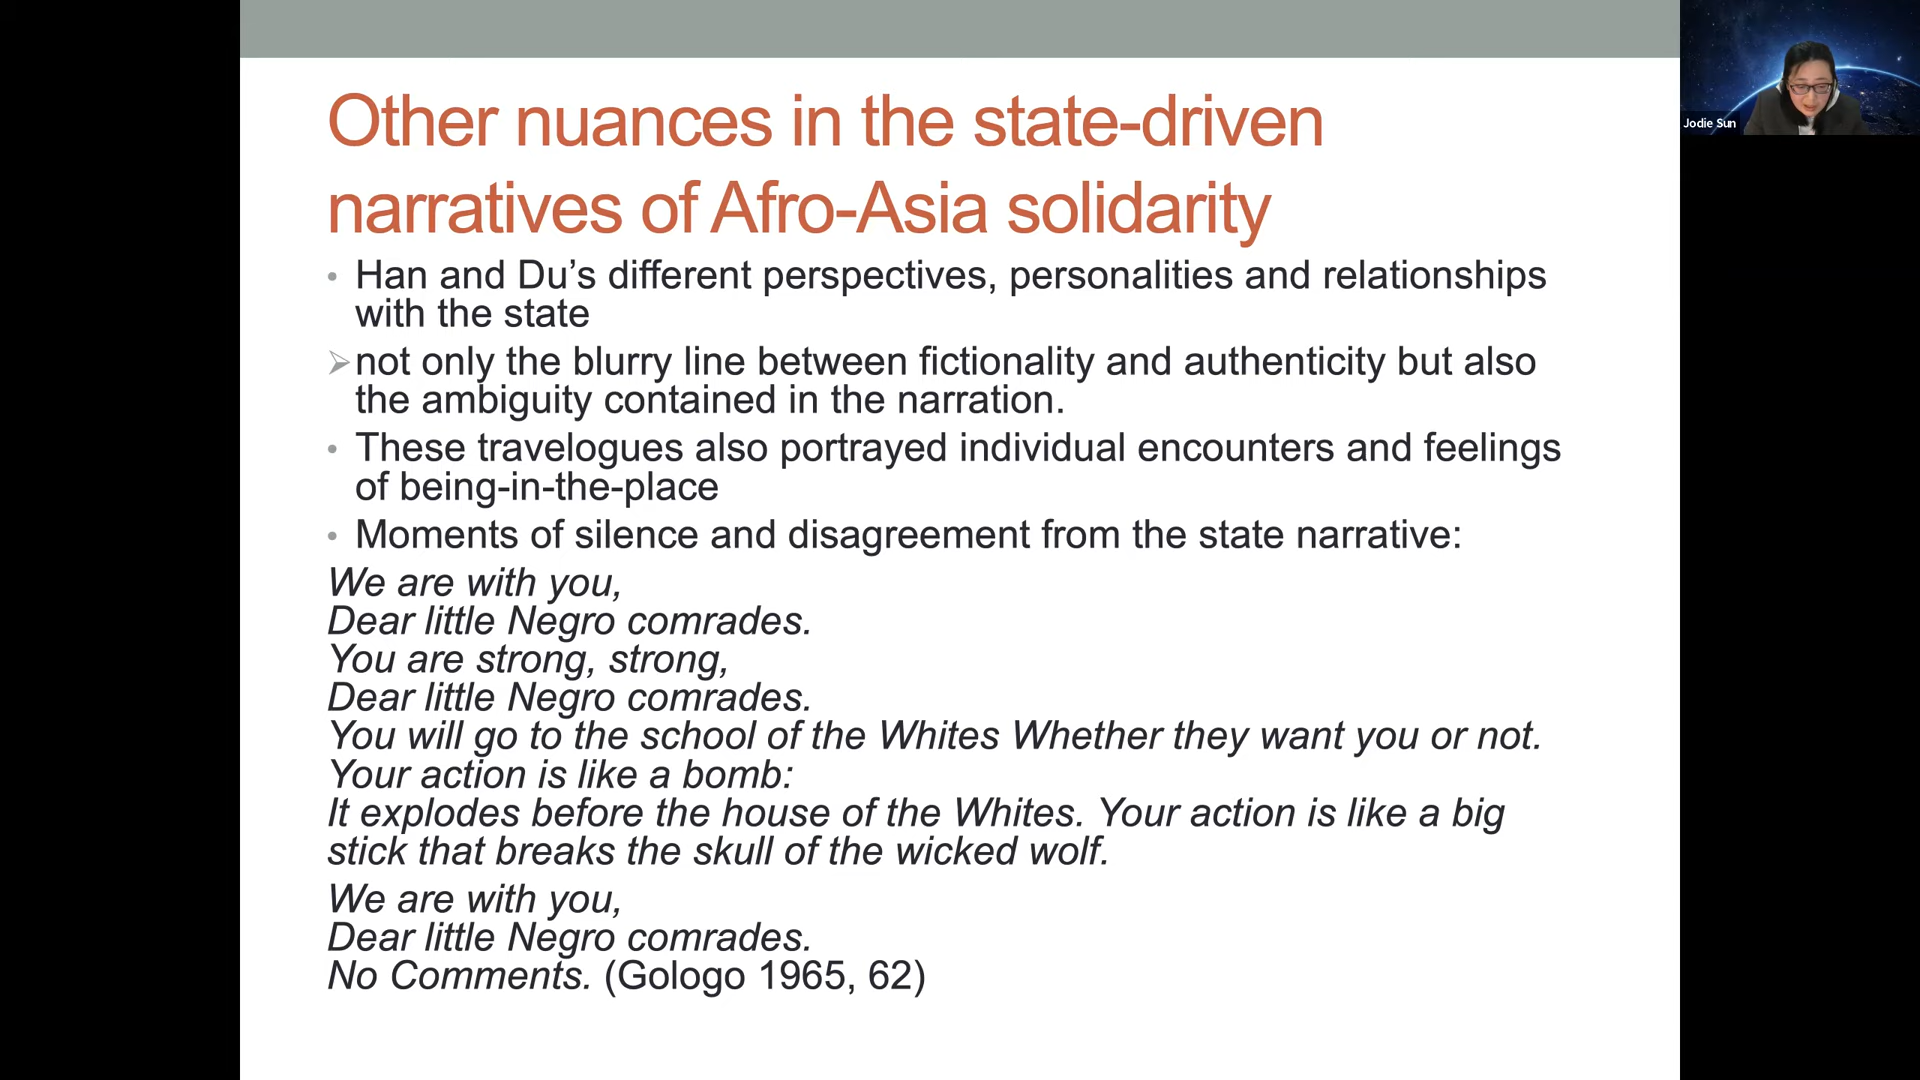 Other nuances in the state-driven
narratives of Afro-Asia solidarity
• Han and Du’s different perspectives, personalities and relationships
with the state
➢not only the blurry line between fictionality and authenticity but also
the ambiguity contained in the narration.
• These travelogues also portrayed individual encounters and feelings
of being-in-the-place
• Moments of silence and disagreement from the state narrative:
We are with you,
Dear little Negro comrades.
You are strong, strong,
Dear little Negro comrades.
You will go to the school of the Whites Whether they want you or not.
Your action is like a bomb:
It explodes before the house of the Whites. Your action is like a big
stick that breaks the skull of the wicked wolf.
We are with you,
Dear little Negro comrades.
No Comments. (Gologo 1965, 62)
Jodie Sun